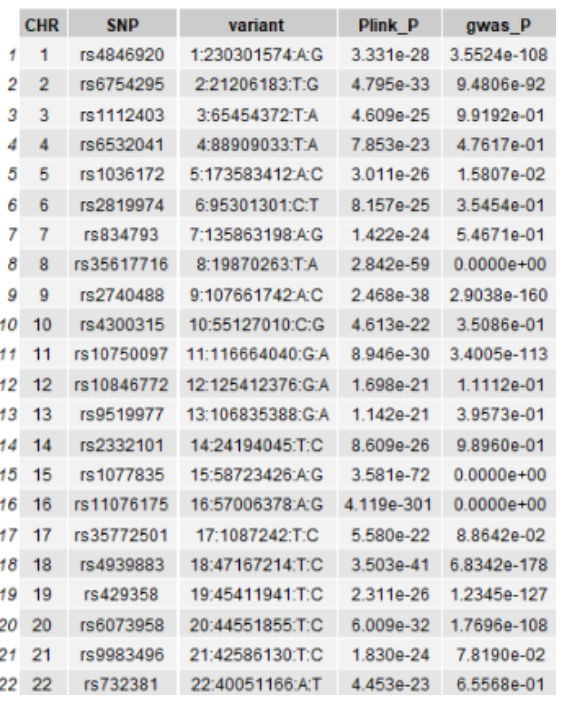 CHR SNP variant Plink_P gwas_P
1 1 rs4846920 1:230301574:A:G 3.331e-28 3.5524e-108
2 2 rs6754295 2:21206183:T:G 4.795e-33 9.4806e-92
3 3 rs1112403 3:65454372:T:A 4.609e-25 9.9192e-01
4 4 rs6532041 4:88909033:T:A 7.853e-23 4.7617e-01
5 5 rs1036172 5:173583412:A:C 3.011e-26 1.5807e-02
6 6 rs2819974 6:95301301:C:T 8.157e-25 3.5454e-01
7 7 rs834793 7:135863198:A:G 1.422e-24 5.4671e-01
8 8 rs35617716 8:19870263:T:A 2.842e-59 0.0000e+00
9 9 rs2740488 9:107661742:A:C 2.468e-38 2.9038e-160
10 10 rs4300315 10:55127010:C:G 4.613e-22 3.5086e-01
11 11 rs10750097 11:116664040:G:A 8.946e-30 3.4005e-113
12 12 rs10846772 12:125412376:G:A 1.698e-21 1.1112e-01
13 13 rs9519977 13:106835388:G:A 1.142e-21 3.9573e-01
14 14 rs2332101 14:24194045:T:C 8.609e-26 9.8960e-01
15 15 rs1077835 15:58723426:A:G 3.581e-72 0.0000e+00
16 16 rs11076175 16:57006378:A:G 4.119e-301 0.0000e+00
17 17 rs35772501 17:1087242:T:C 5.580e-22 8.8642e-02
18 18 rs4939883 18:47167214:T:C 3.503e-41 6.8342e-178
19 19 rs429358 19:45411941:T:C 2.311e-26 1.2345e-127
20 20 rs6073958 20:44551855:T:C 6.009e-32 1.7696e-108
21 21 rs9983496 21:42586130:T:C 1.830e-24 7.8190e-02
22 22 rs732381 22:40051166:A:T 4.453e-23 6.5568e-01